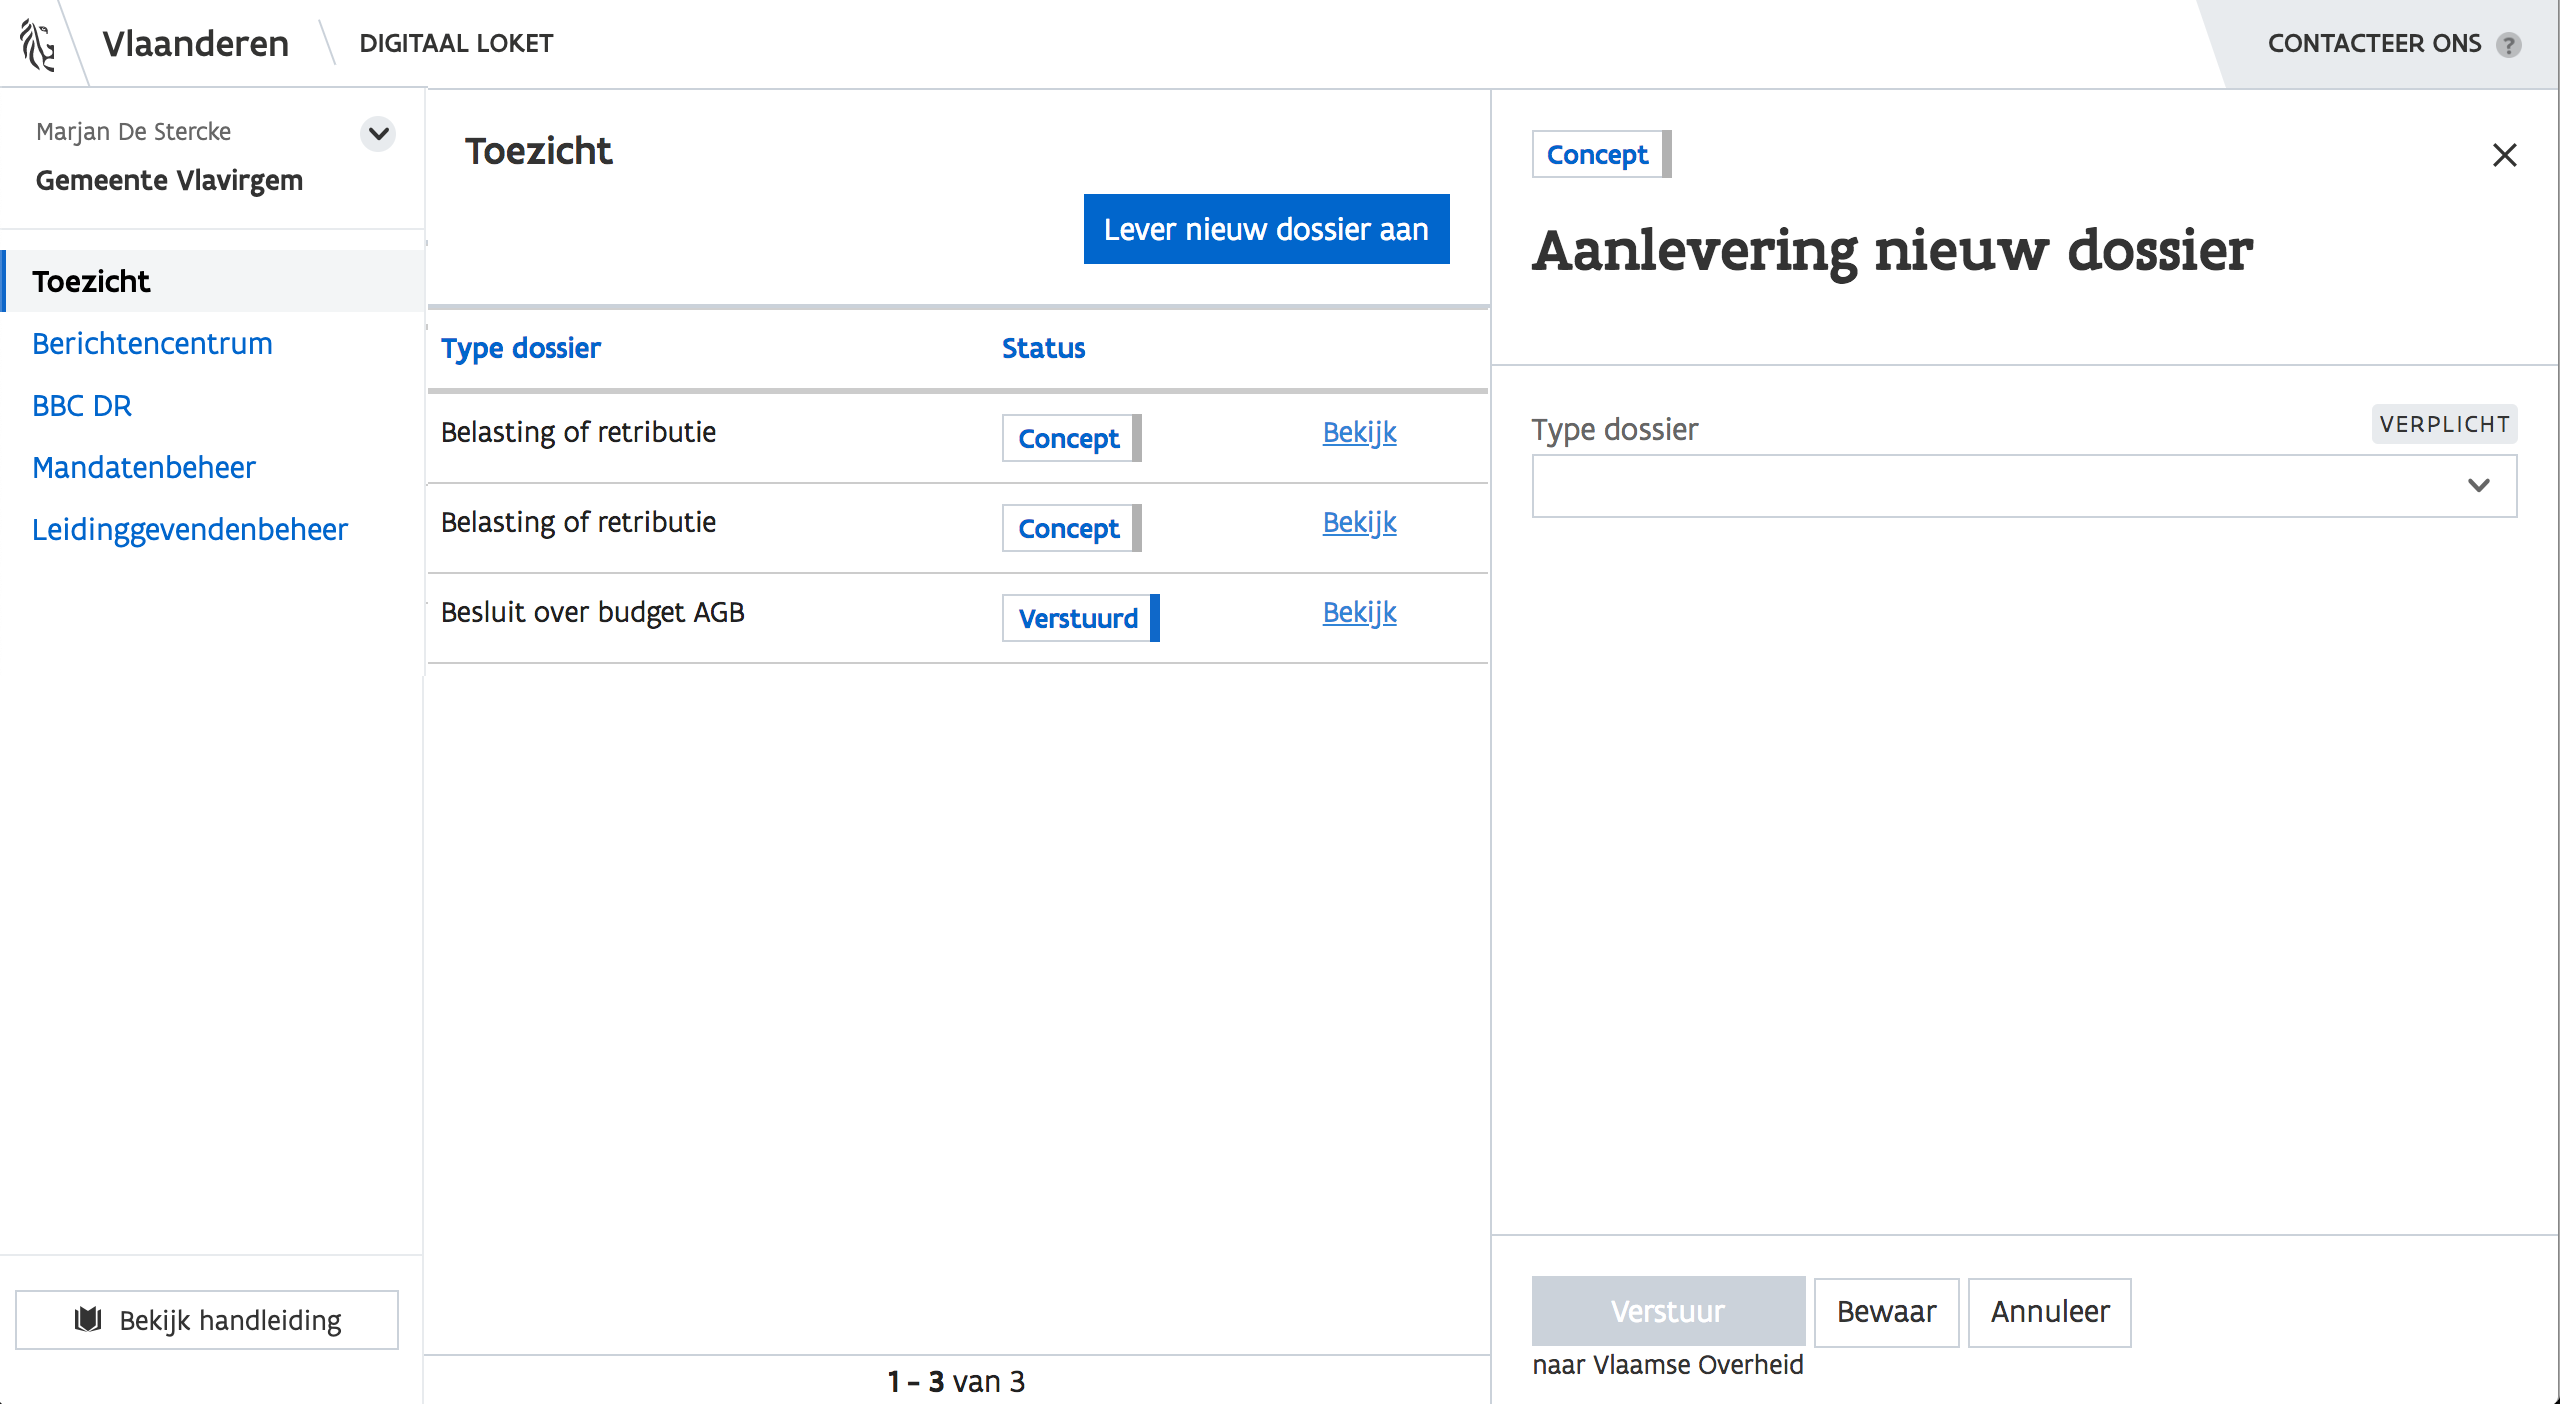 Vlaanderen
DIGITAAL LOKET
CONTACTEER ONS ?
Marjan De Stercke
Gemeente Vlavirgem
Toezicht
Berichtencentrum
BBC DR
Mandatenbeheer
Leidinggevendenbeheer
Bekijk handleiding
Toezicht
Lever nieuw dossier aan
Type dossier Status
Belasting of retributie Concept Bekijk
Belasting of retributie Concept Bekijk
Besluit over budget AGB Verstuurd Bekijk
1 - 3 van 3
Concept
Aanlevering nieuw dossier
Type dossier VERPLICHT
Verstuur Bewaar Annuleer
naar Vlaamse Overheid